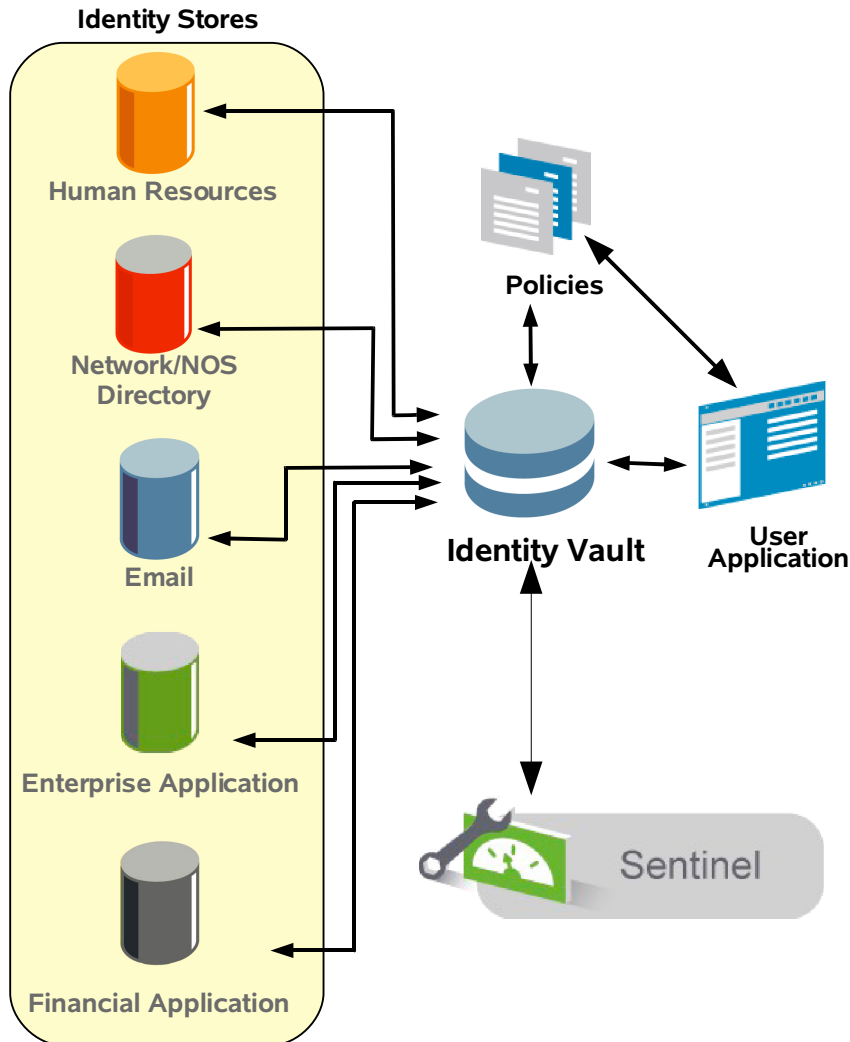 Identity Stores
Human Resources
Network/NOS
Directory
Email
Enterprise Application
Financial Application
Policies
Identity Vault
User
Application
Sentinel